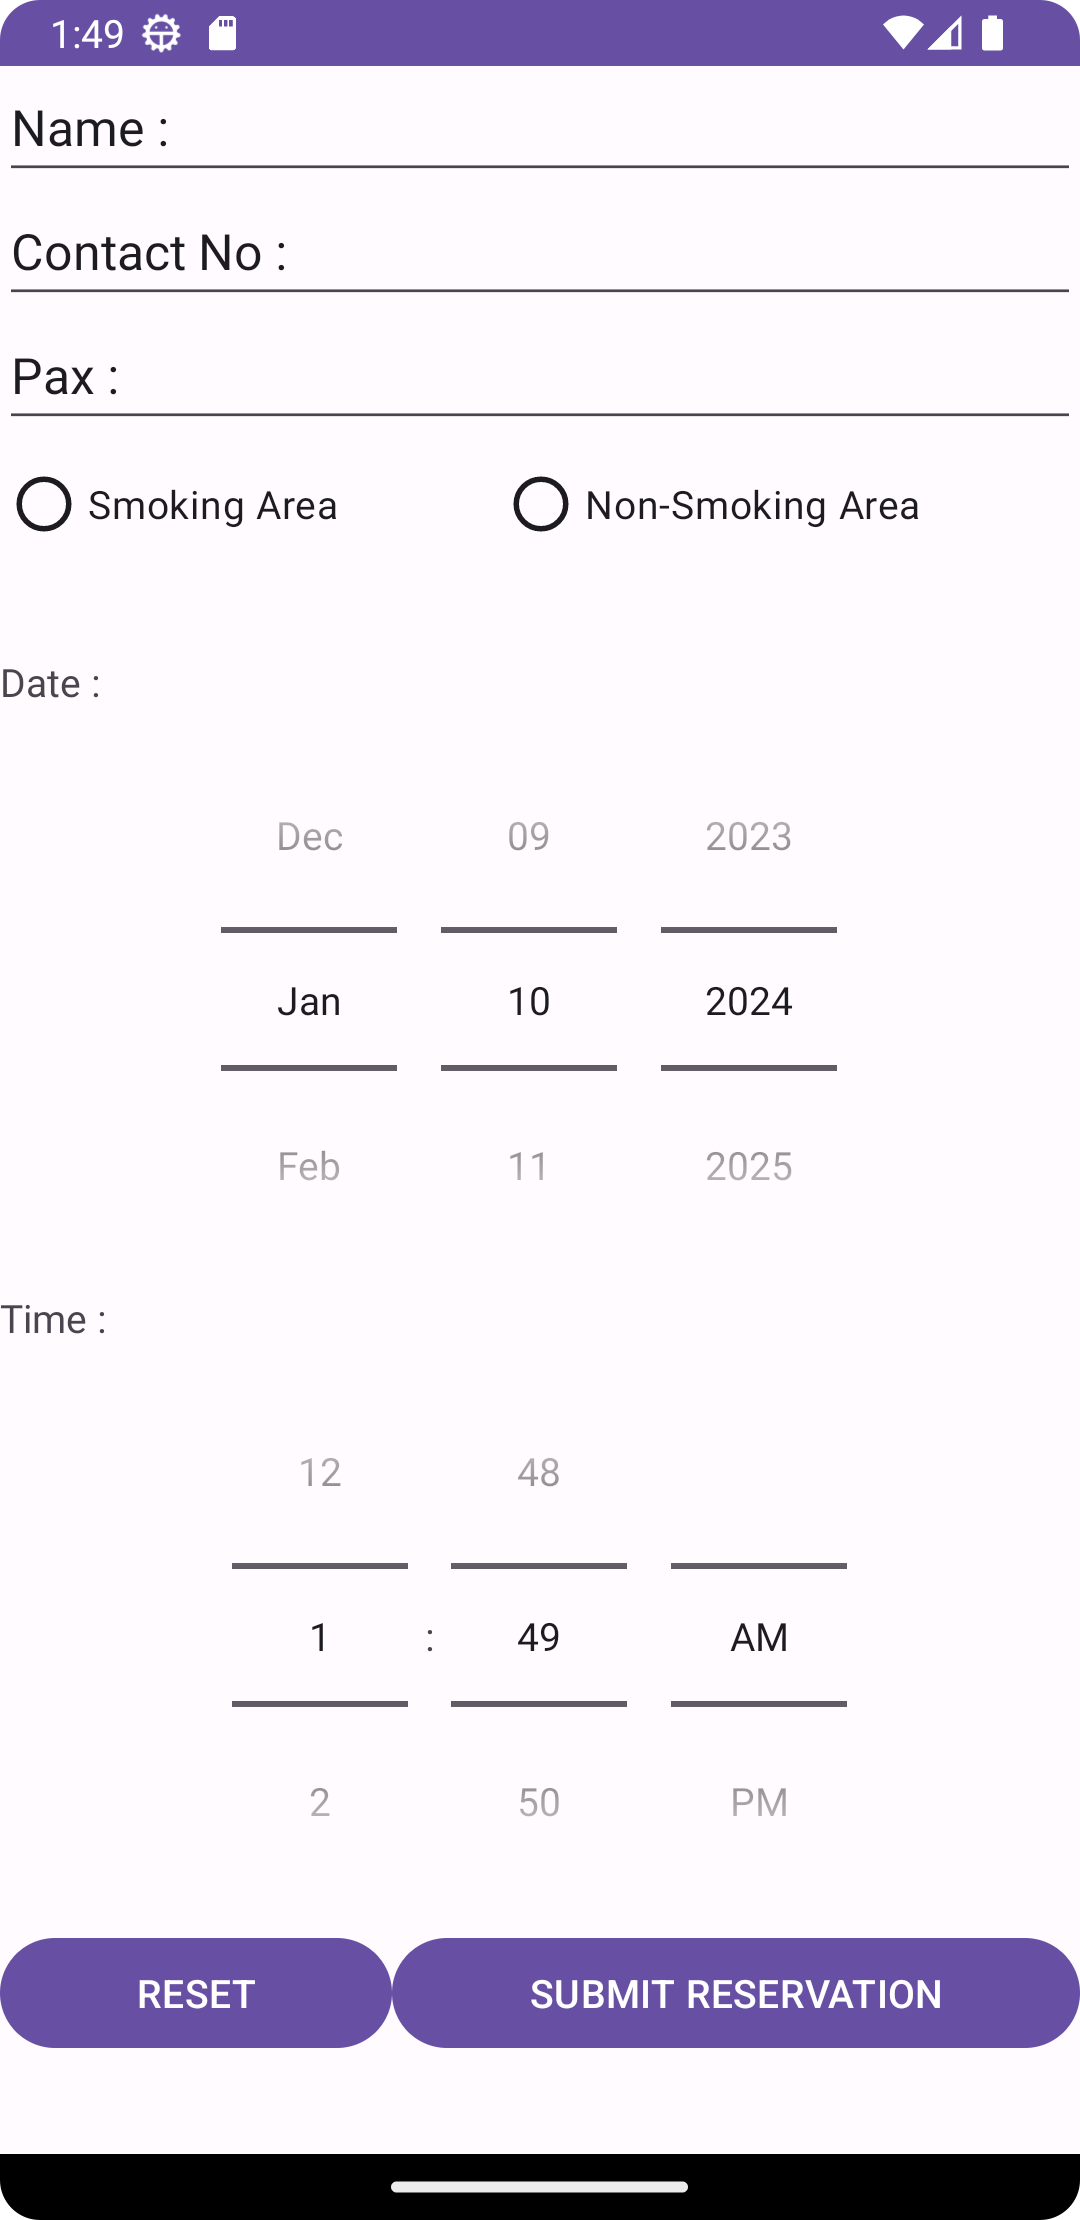 1:49
Name :
Contact No :
Pax :
Smoking Area Non-Smoking Area
Date :
Dec 09 2023
Jan 10 2024
Feb 11 2025
Time :
12 48
1 : 49 AM
2 50 PM
RESET SUBMIT RESERVATION